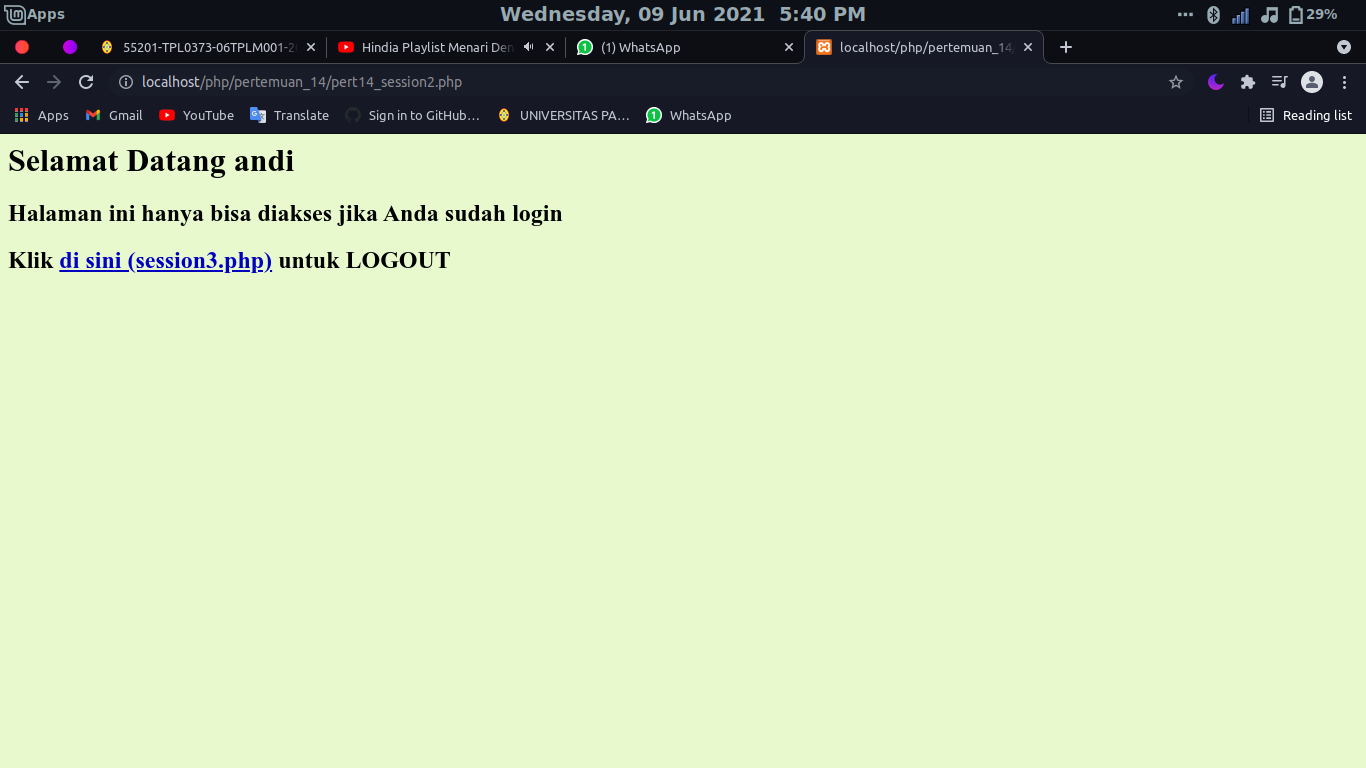 Apps
Wednesday, 09 Jun 2021 5:40 PM
29%
55201-TPL0373-06TPLM001-2
Hindia Playlist Menari Den
(1) WhatsApp
localhost/php/pertemuan_14/
localhost/php/pertemuan_14/pert14_session2.php
Apps
Gmail
YouTube
Translate
Sign in to GitHub...
UNIVERSITAS PA...
WhatsApp
Reading list
Selamat Datang andi
Halaman ini hanya bisa diakses jika Anda sudah login
Klik di sini (session3.php) untuk LOGOUT